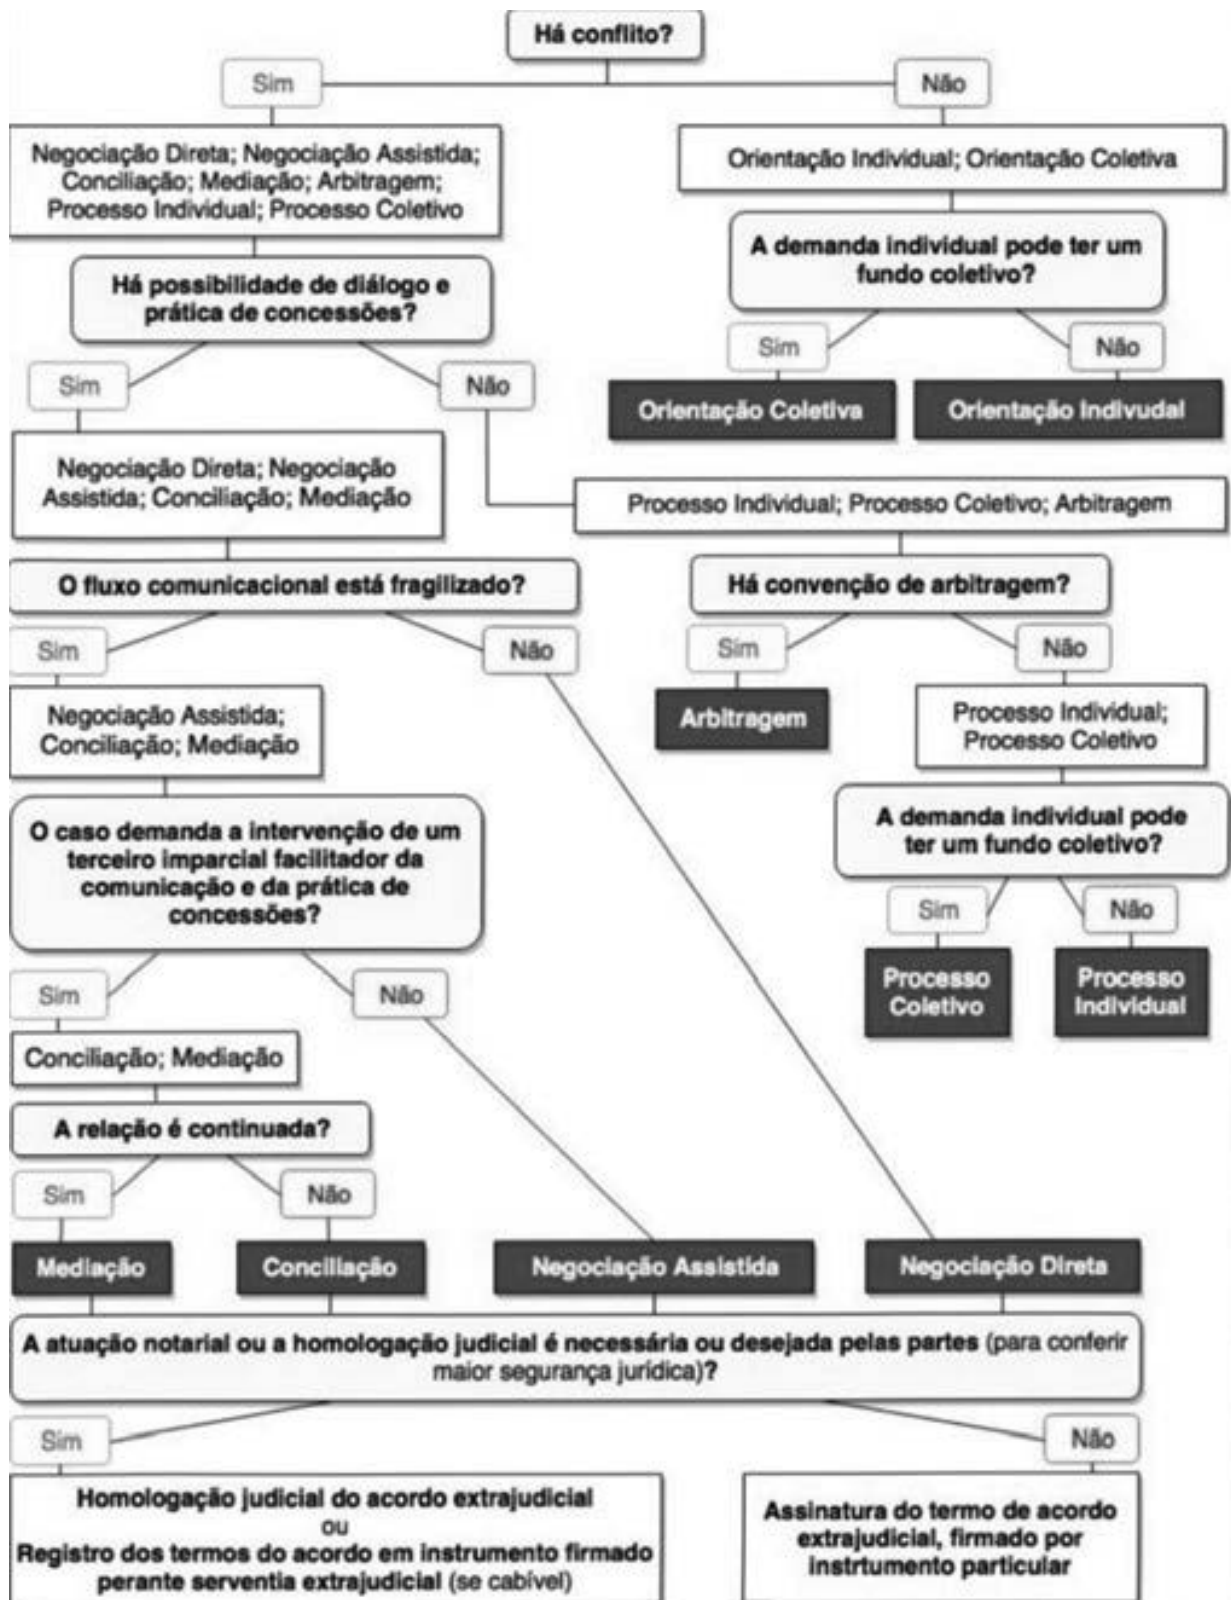 Há conflito?
Sim
Não
Negociação Direta; Negociação Assistida;
Conciliação; Mediação; Arbitragem;
Processo Individual; Processo Coletivo
Orientação Individual; Orientação Coletiva
A demanda individual pode ter um
fundo coletivo?
Sim
Não
Orientação Coletiva
Orientação Indivudal
Há possibilidade de diálogo e
prática de concessões?
Sim
Não
Negociação Direta; Negociação
Assistida; Conciliação; Mediação
Processo Individual; Processo Coletivo; Arbitragem
O fluxo comunicacional está fragilizado?
Sim
Não
Há convenção de arbitragem?
Sim
Não
Arbitragem
Processo Individual;
Processo Coletivo
A demanda individual pode
ter um fundo coletivo?
Sim
Não
Processo
Coletivo
Processo
Individual
Negociação Assistida;
Conciliação; Mediação
O caso demanda a intervenção de um
terceiro imparcial facilitador da
comunicação e da prática de
concessões?
Sim
Não
Conciliação; Mediação
A relação é continuada?
Sim
Não
Mediação
Conciliação
Negociação Assistida
Negociação Direta
A atuação notarial ou a homologação judicial é necessária ou desejada pelas partes (para conferir
maior segurança jurídica)?
Sim
Não
Homologação judicial do acordo extrajudicial
ou
Registro dos termos do acordo em instrumento firmado
perante serventia extrajudicial (se cabível)
Assinatura do termo de acordo
extrajudicial, firmado por
instrtumento particular